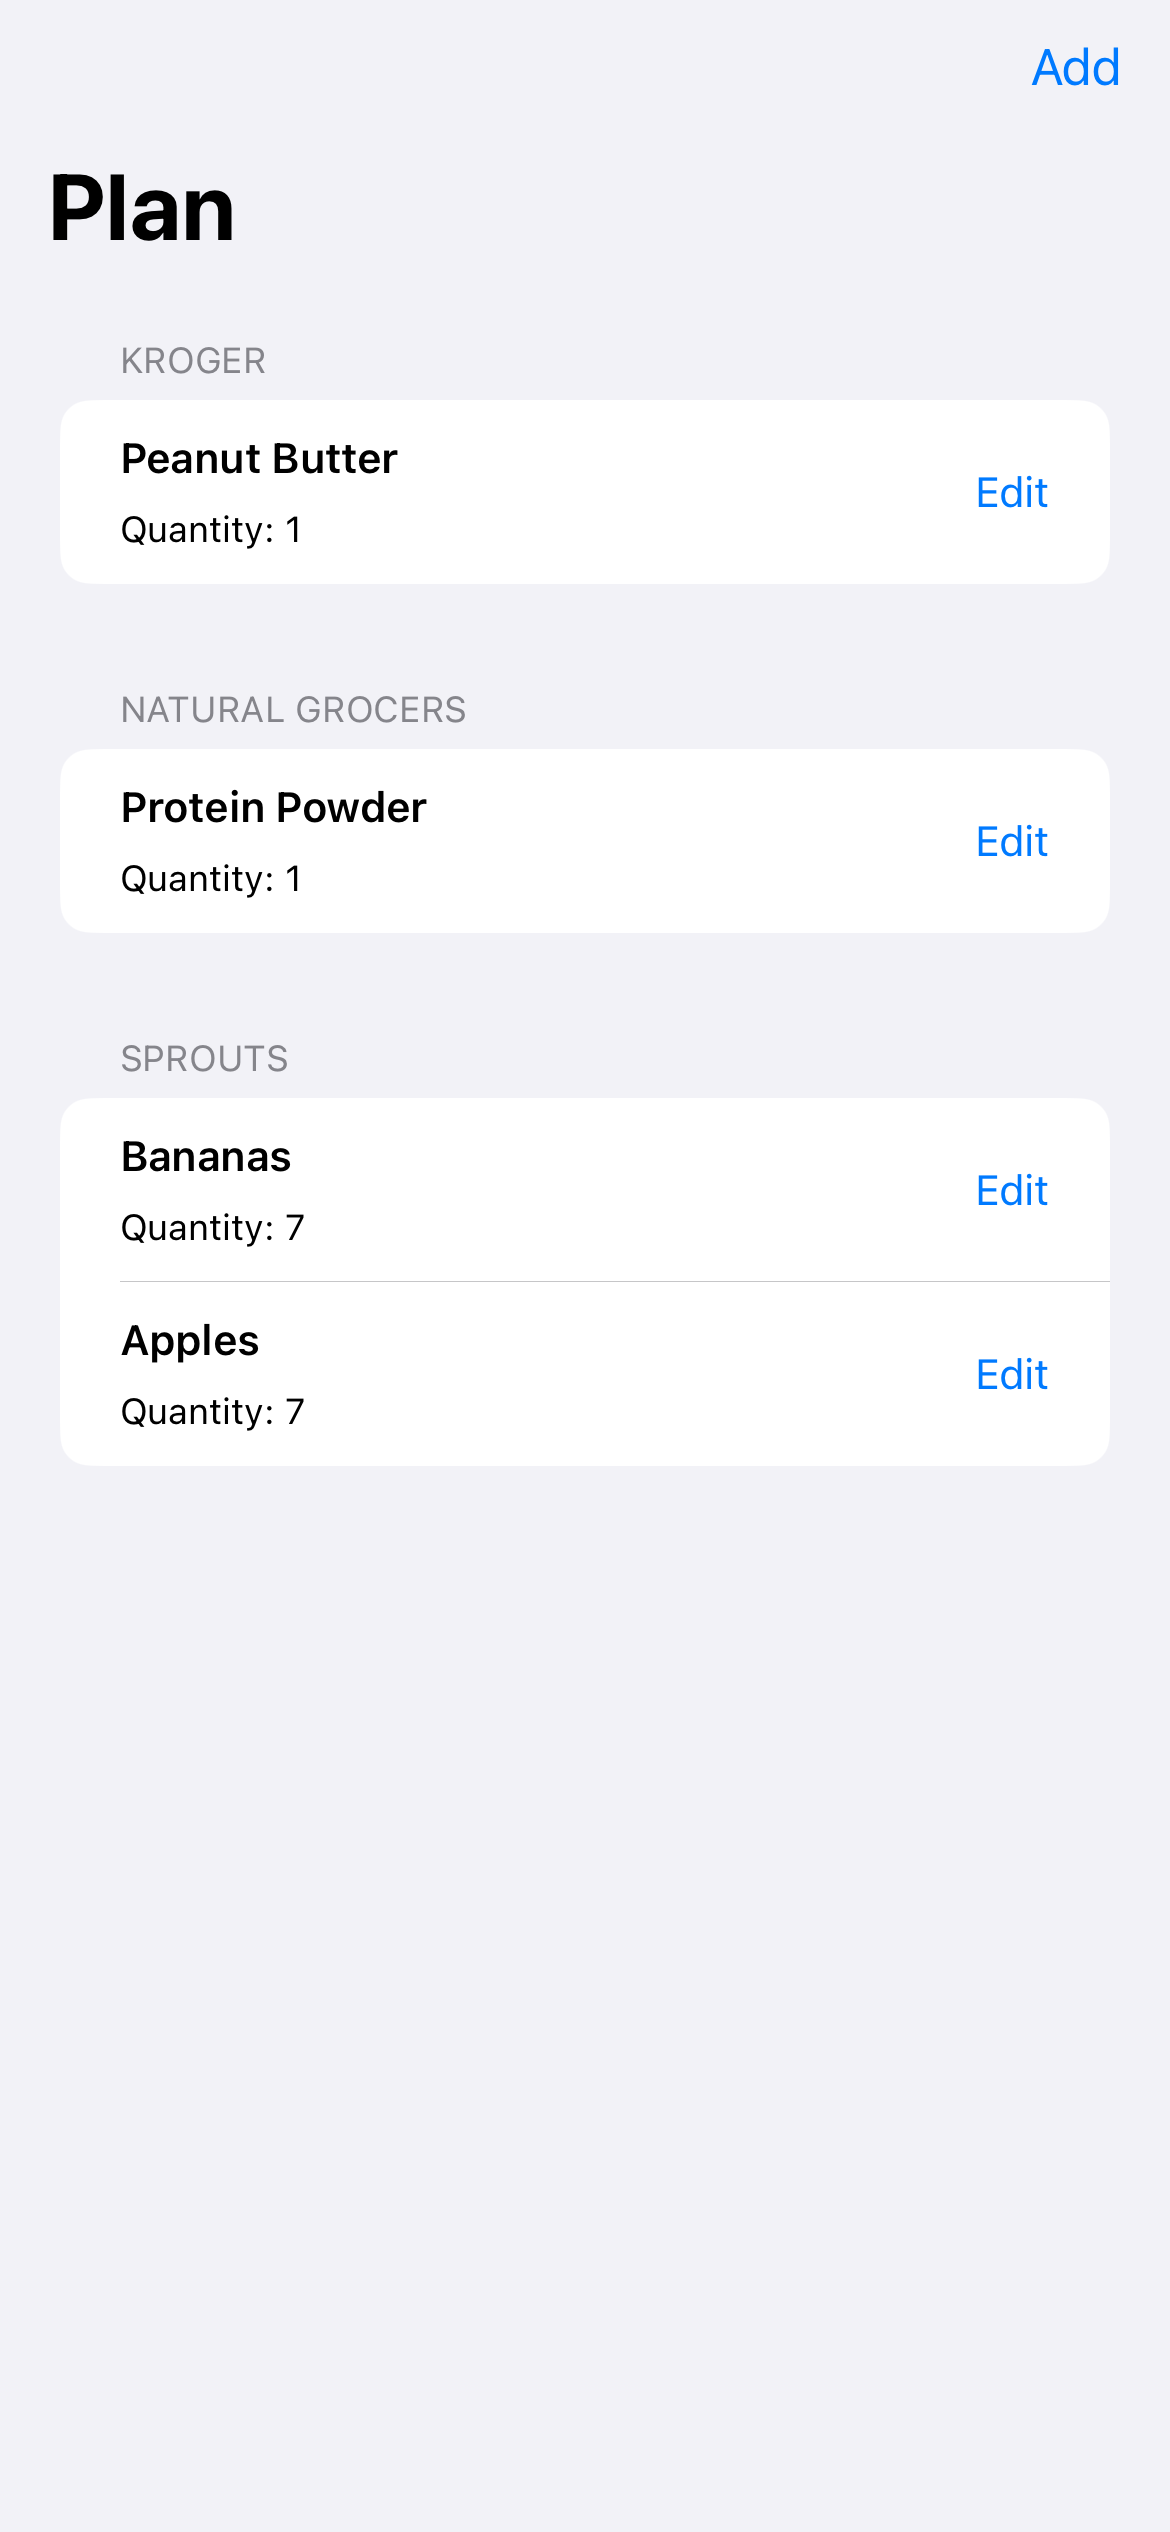 Add
Plan
KROGER
Peanut Butter
Quantity: 1
Edit
NATURAL GROCERS
Protein Powder
Quantity: 1
Edit
SPROUTS
Bananas
Quantity: 7
Edit
Apples
Quantity: 7
Edit